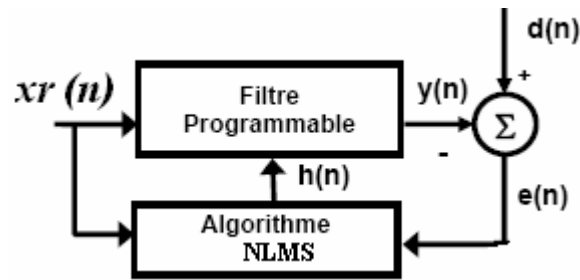 d(n)
xr (n)
Filtre
Programmable
y(n)
+
Σ
-
h(n)
e(n)
Algorithme
NLMS